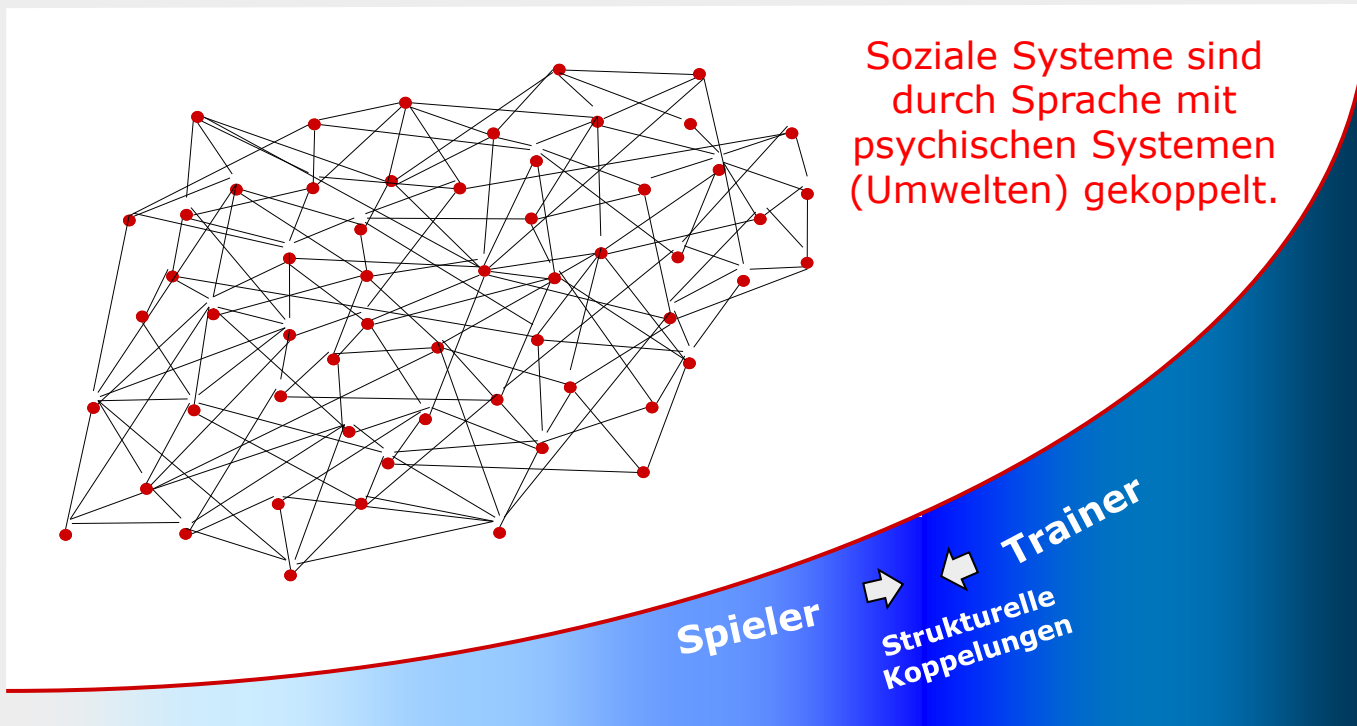 Soziale Systeme sind
durch Sprache mit
psychischen Systemen
(Umwelten) gekoppelt.
Trainer
Spieler
Strukturelle
Koppelungen